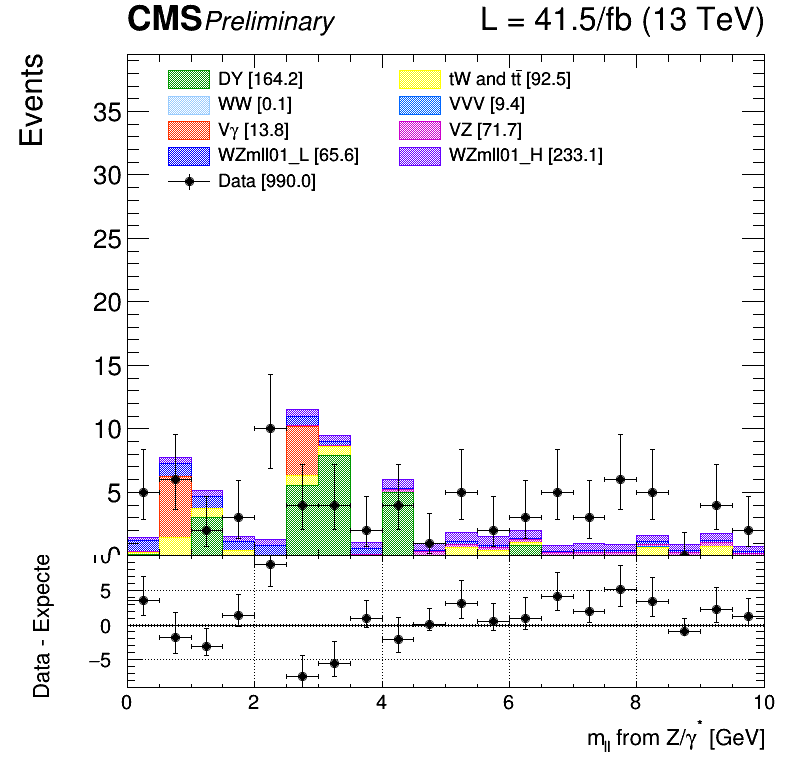 CMS Preliminary L = 41.5/fb (13 TeV)
Events
DY [164.2] tW and tt̄ [92.5]
WW [0.1] VVV [9.4]
Vγ [13.8] VZ [71.7]
WZmll01_L [65.6] WZmll01_H [233.1]
Data [990.0]
35
30
25
20
15
10
5
0
Data - Expecte
10
5
0
−5
0 2 4 6 8 10
m_ll from Z/γ* [GeV]